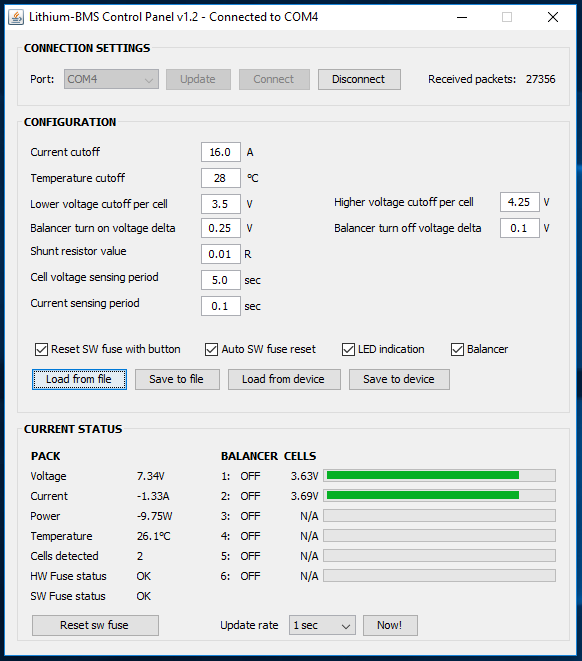 Lithium-BMS Control Panel v1.2 - Connected to COM4
CONNECTION SETTINGS
Port: COM4 Update Connect Disconnect Received packets: 27356
CONFIGURATION
Current cutoff 16.0 A
Temperature cutoff 28 ºC
Lower voltage cutoff per cell 3.5 V Higher voltage cutoff per cell 4.25 V
Balancer turn on voltage delta 0.25 V Balancer turn off voltage delta 0.1 V
Shunt resistor value 0.01 R
Cell voltage sensing period 5.0 sec
Current sensing period 0.1 sec
Reset SW fuse with button Auto SW fuse reset LED indication Balancer
Load from file Save to file Load from device Save to device
CURRENT STATUS
PACK BALANCER CELLS
Voltage 7.34V 1: OFF 3.63V
Current -1.33A 2: OFF 3.69V
Power -9.75W 3: OFF N/A
Temperature 26.1ºC 4: OFF N/A
Cells detected 2 5: OFF N/A
HW Fuse status OK 6: OFF N/A
SW Fuse status OK
Reset sw fuse Update rate 1 sec Now!